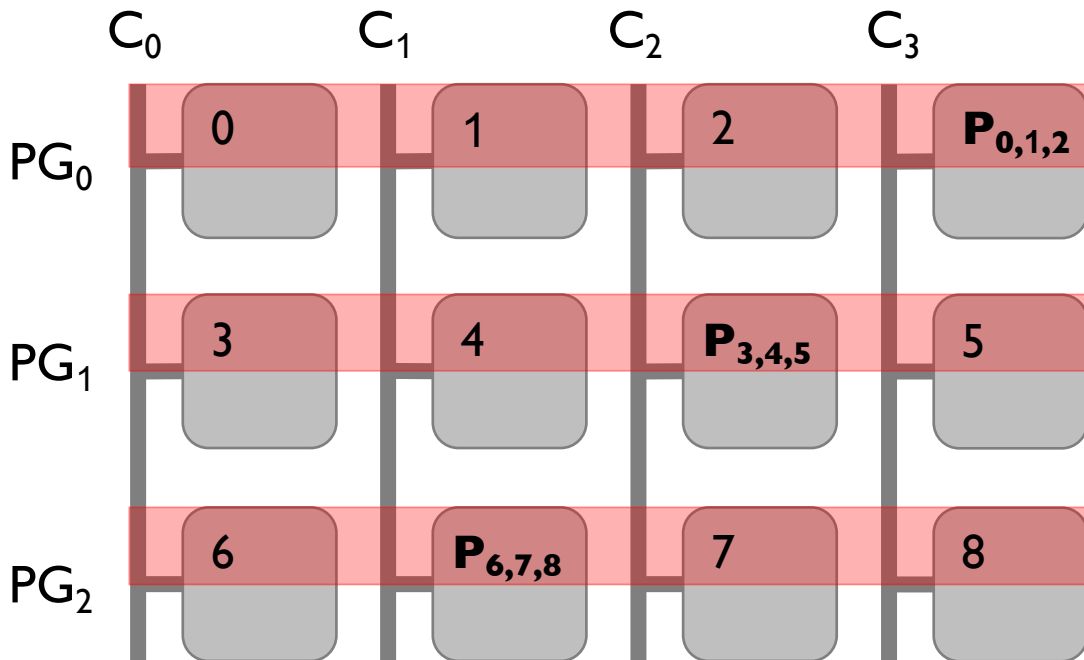 C₀ C₁ C₂ C₃
PG₀ 0 1 2 P₀,₁,₂
PG₁ 3 4 P₃,₄,₅ 5
PG₂ 6 P₆,₇,₈ 7 8